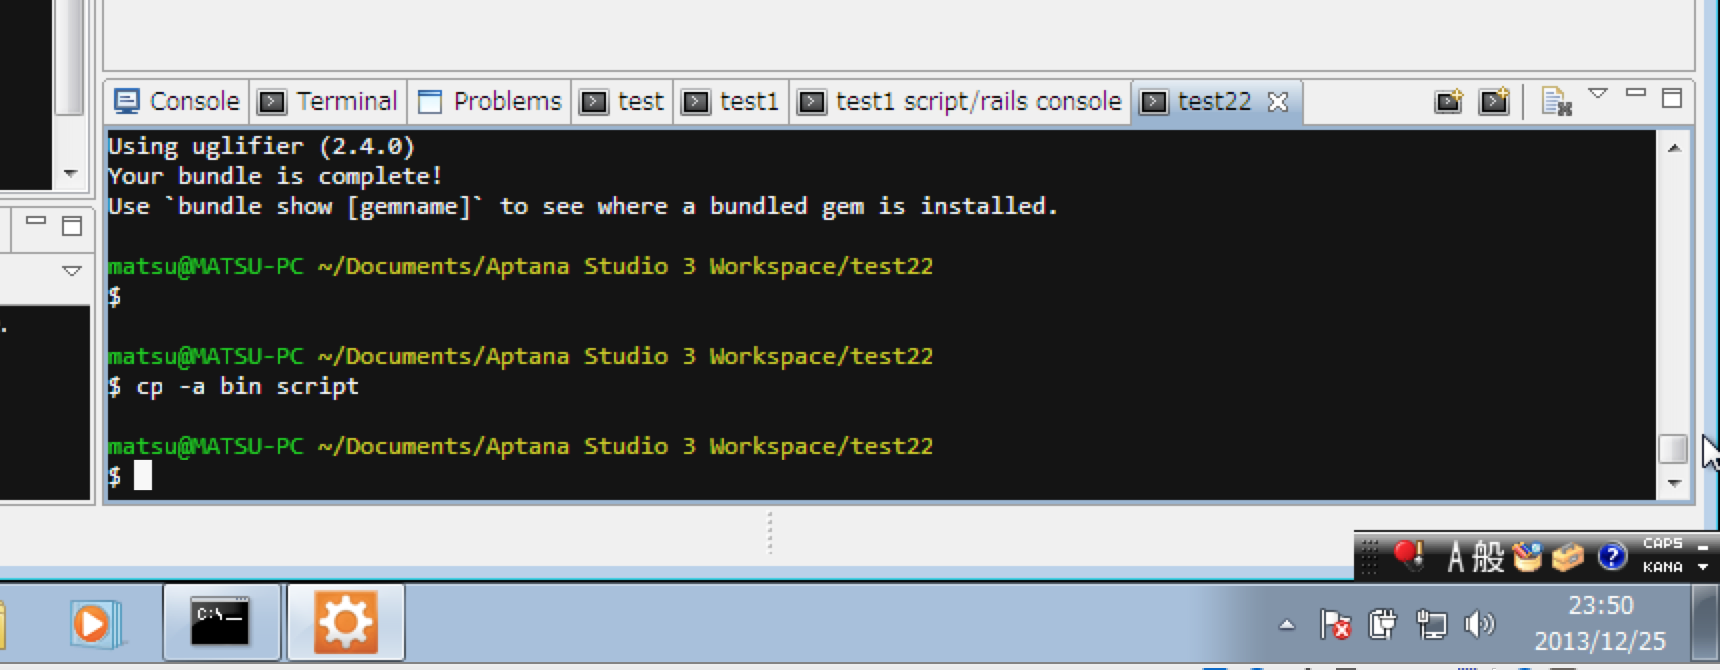 Console Terminal Problems test test1 test1 script/rails console test22
Using uglifier (2.4.0)
Your bundle is complete!
Use `bundle show [gemname]` to see where a bundled gem is installed.
matsu@MATSU-PC ~/Documents/Aptana Studio 3 Workspace/test22
$
matsu@MATSU-PC ~/Documents/Aptana Studio 3 Workspace/test22
$ cp -a bin script
matsu@MATSU-PC ~/Documents/Aptana Studio 3 Workspace/test22
$
.
A 般 CAPS
KANA
C:\_
23:50
2013/12/25